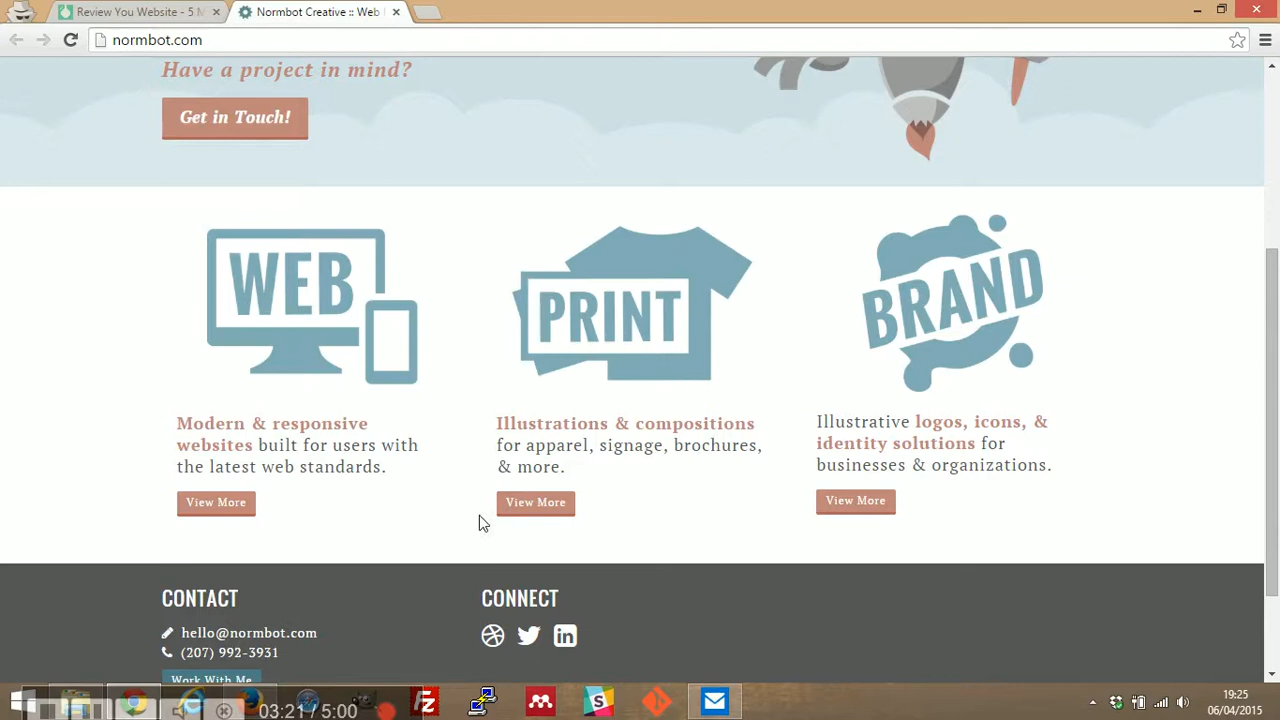 Review You Website - 5 M
Normbot Creative :: Web
normbot.com
Have a project in mind?
Get in Touch!
WEB
PRINT
BRAND
Modern & responsive
websites built for users with
the latest web standards.
View More
Illustrations & compositions
for apparel, signage, brochures,
& more.
View More
Illustrative logos, icons, &
identity solutions for
businesses & organizations.
View More
CONTACT
hello@normbot.com
(207) 992-3931
Work With Me
CONNECT
03:21 / 5:00
19:25
06/04/2015